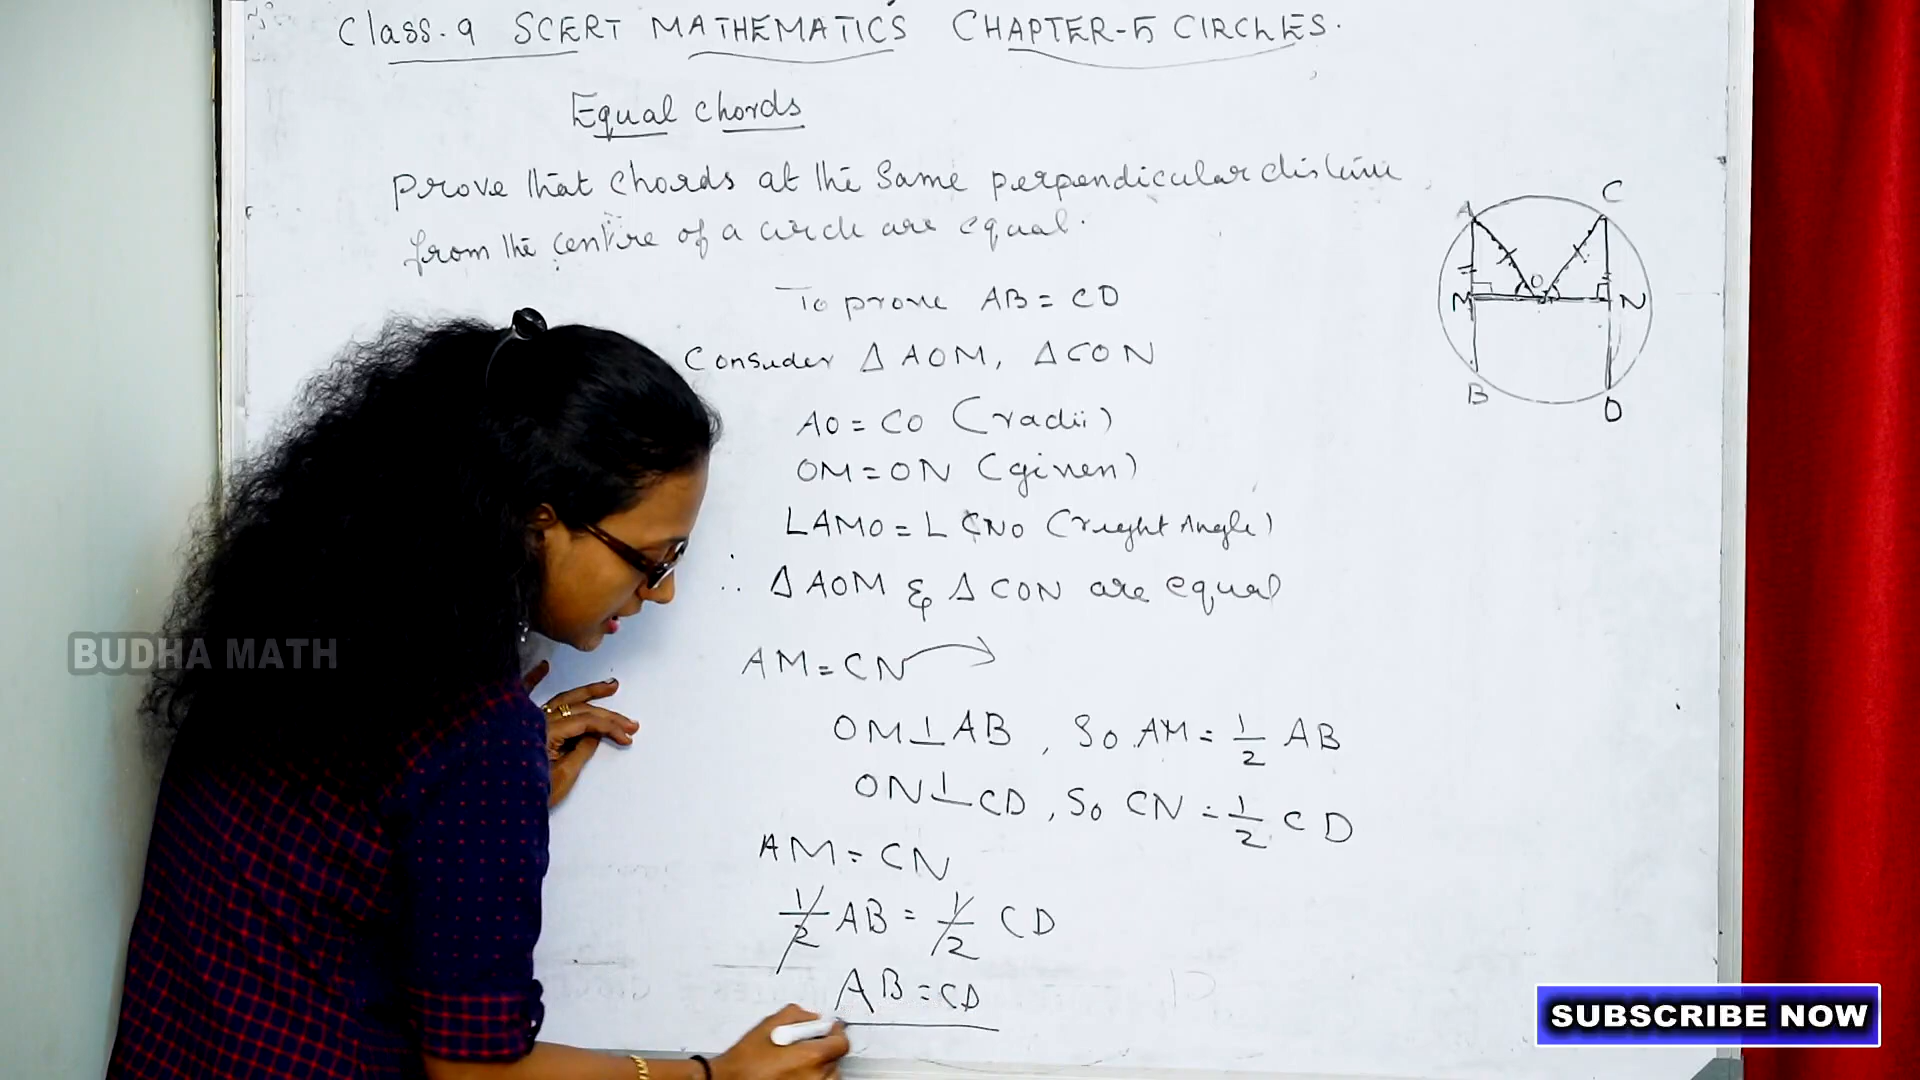 Class.9 SCERT MATHEMATICS CHAPTER-5 CIRCLES.
Equal chords
Prove that chords at the same perpendicular distance
from the centre of a circle are equal.
To prove AB = CD
Consider Δ AOM, Δ CON
AO = CO (radii)
OM = ON (given)
∟AMO = ∟CNO (right Angle)
∴ Δ AOM & Δ CON are equal
AM = CN
OM ⊥ AB, So AM = 1/2 AB
ON ⊥ CD, So CN = 1/2 CD
AM = CN
1/2 AB = 1/2 CD
AB = CD
A
C
O
M
N
B
D
BUDHA MATH
SUBSCRIBE NOW